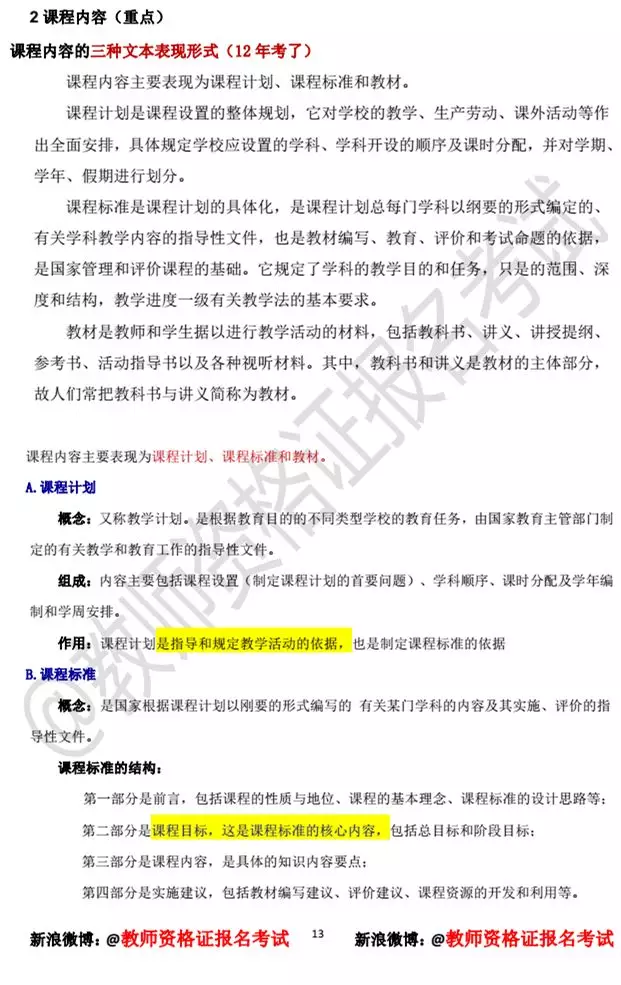 2 课程内容（重点）
课程内容的三种文本表现形式（12 年考了）
课程内容主要表现为课程计划、课程标准和教材。
课程计划是课程设置的整体规划，它对学校的教学、生产劳动、课外活动等作
出全面安排，具体规定学校应设置的学科、学科开设的顺序及课时分配，并对学期、
学年、假期进行划分。
课程标准是课程计划的具体化，是课程计划总每门学科以纲要的形式编定的、
有关学科教学内容的指导性文件，也是教材编写、教育、评价和考试命题的依据，
是国家管理和评价课程的基础。它规定了学科的教学目的和任务，只是的范围、深
度和结构，教学进度一级有关教学法的基本要求。
教材是教师和学生据以进行教学活动的材料，包括教科书、讲义、讲授提纲、
参考书、活动指导书以及各种视听材料。其中，教科书和讲义是教材的主体部分，
故人们常把教科书与讲义简称为教材。
课程内容主要表现为课程计划、课程标准和教材。
A.课程计划
概念：又称教学计划。是根据教育目的的不同类型学校的教育任务，由国家教育主管部门制
定的有关教学和教育工作的指导性文件。
组成：内容主要包括课程设置（制定课程计划的首要问题）、学科顺序、课时分配及学年编
制和学周安排。
作用：课程计划是指导和规定教学活动的依据，也是制定课程标准的依据
B.课程标准
概念：是国家根据课程计划以刚要的形式编写的 有关某门学科的内容及其实施、评价的指
导性文件。
课程标准的结构：
第一部分是前言，包括课程的性质与地位、课程的基本理念、课程标准的设计思路等；
第二部分是课程目标，这是课程标准的核心内容，包括总目标和阶段目标；
第三部分是课程内容，是具体的知识内容要点；
第四部分是实施建议，包括教材编写建议、评价建议、课程资源的开发和利用等。
新浪微博：@教师资格证报名考试 13 新浪微博：@教师资格证报名考试
@教师资格证报名考试